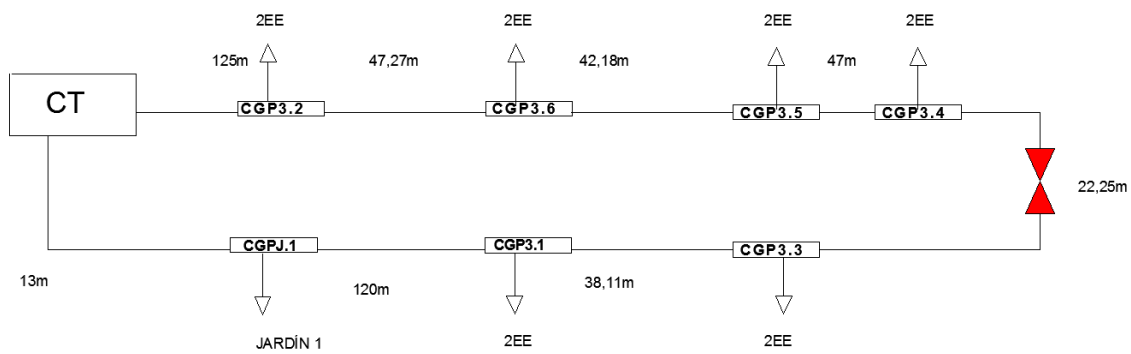 2EE 2EE 2EE 2EE
125m 47,27m 42,18m 47m
CT
CGP3.2 CGP3.6 CGP3.5 CGP3.4
22,25m
CGPJ.1 CGP3.1 CGP3.3
13m 120m 38,11m
JARDÍN 1 2EE 2EE